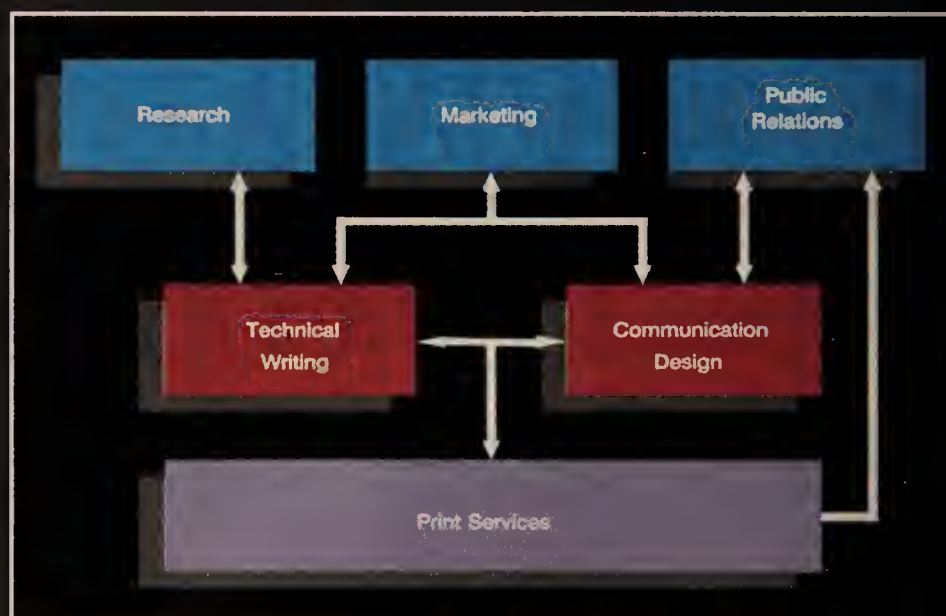 Research
Marketing
Public
Relations
Technical
Writing
Communication
Design
Print Services